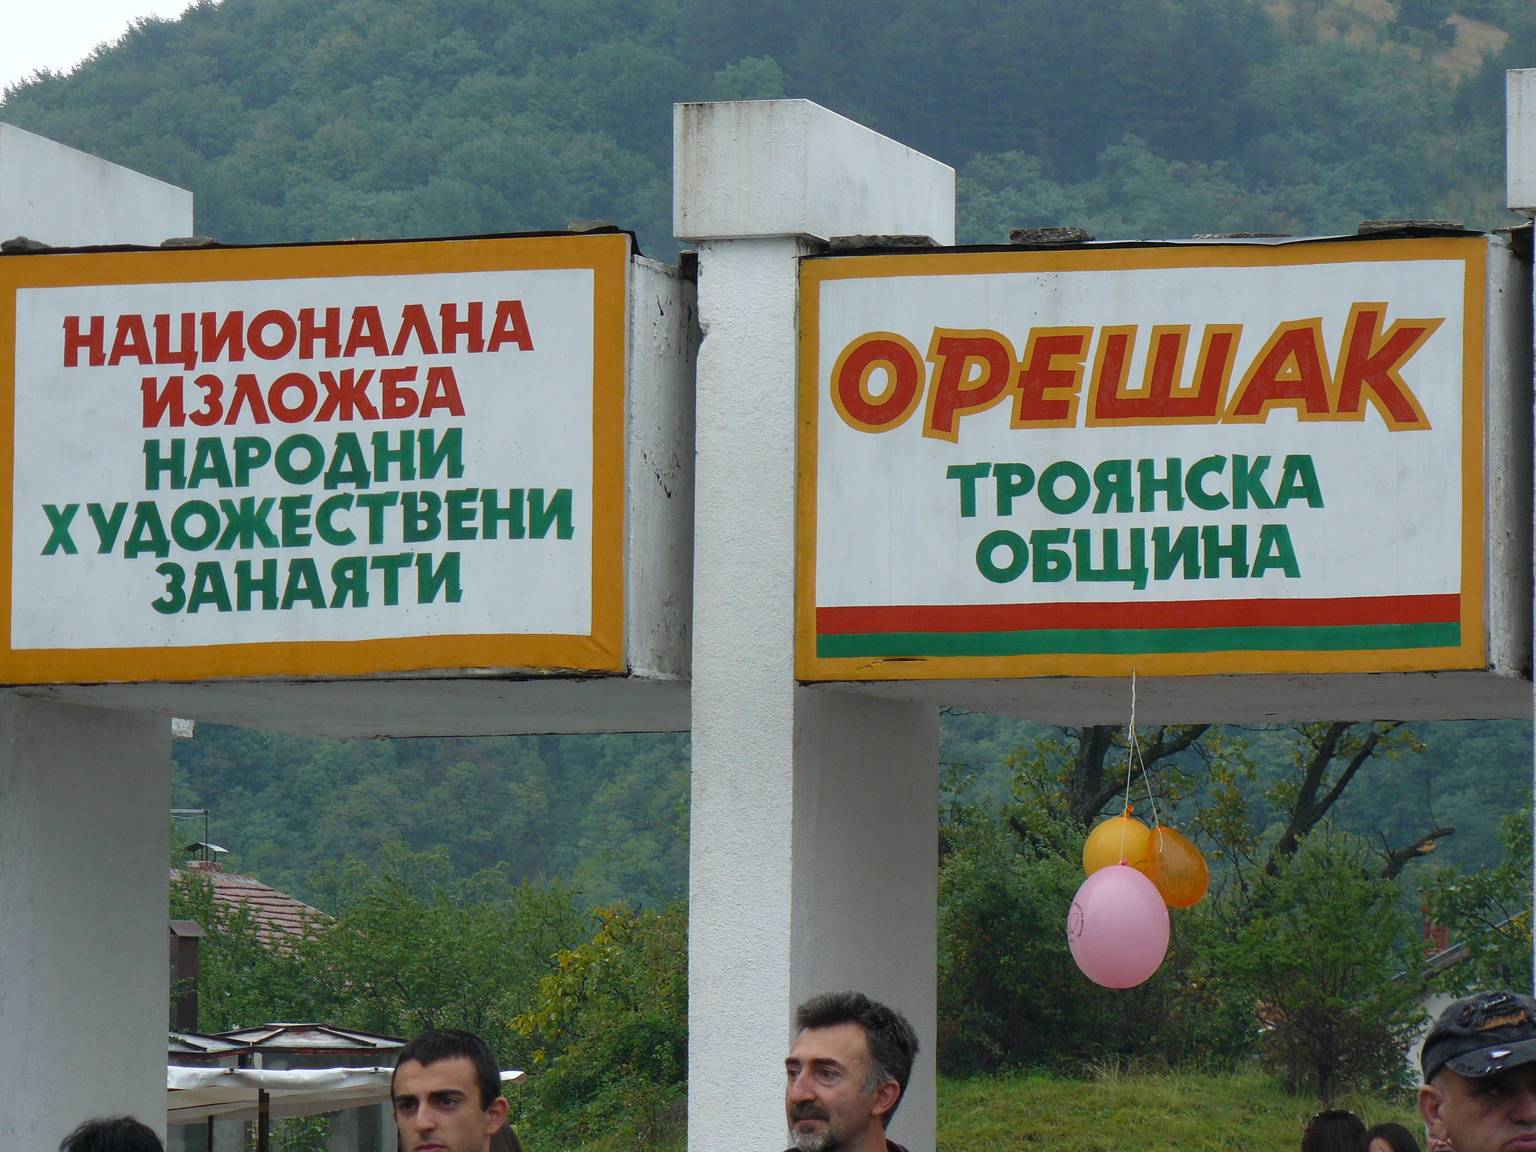 НАЦИОНАЛНА
ИЗЛОЖБА
НАРОДНИ
ХУДОЖЕСТВЕНИ
ЗАНАЯТИ
ОРЕШАК
ТРОЯНСКА
ОБЩИНА